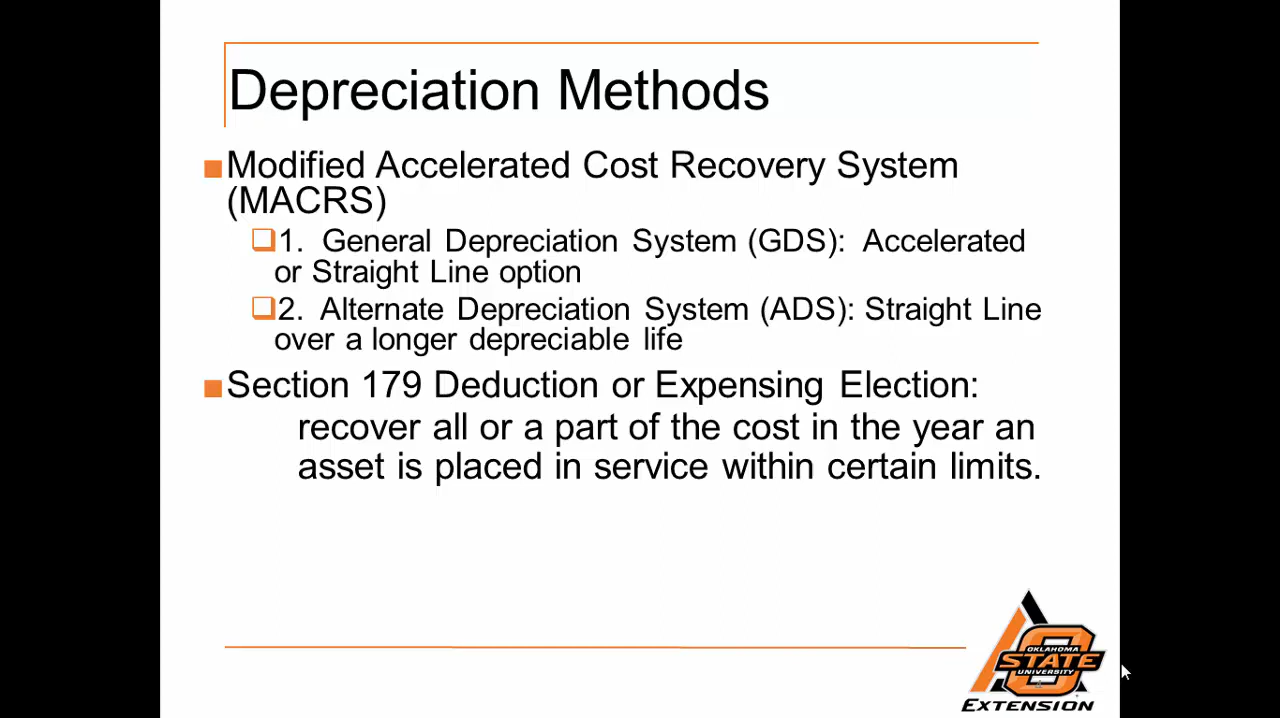 Depreciation Methods
Modified Accelerated Cost Recovery System
(MACRS)
1. General Depreciation System (GDS): Accelerated
or Straight Line option
2. Alternate Depreciation System (ADS): Straight Line
over a longer depreciable life
Section 179 Deduction or Expensing Election:
recover all or a part of the cost in the year an
asset is placed in service within certain limits.
OKLAHOMA
STATE
UNIVERSITY
EXTENSION